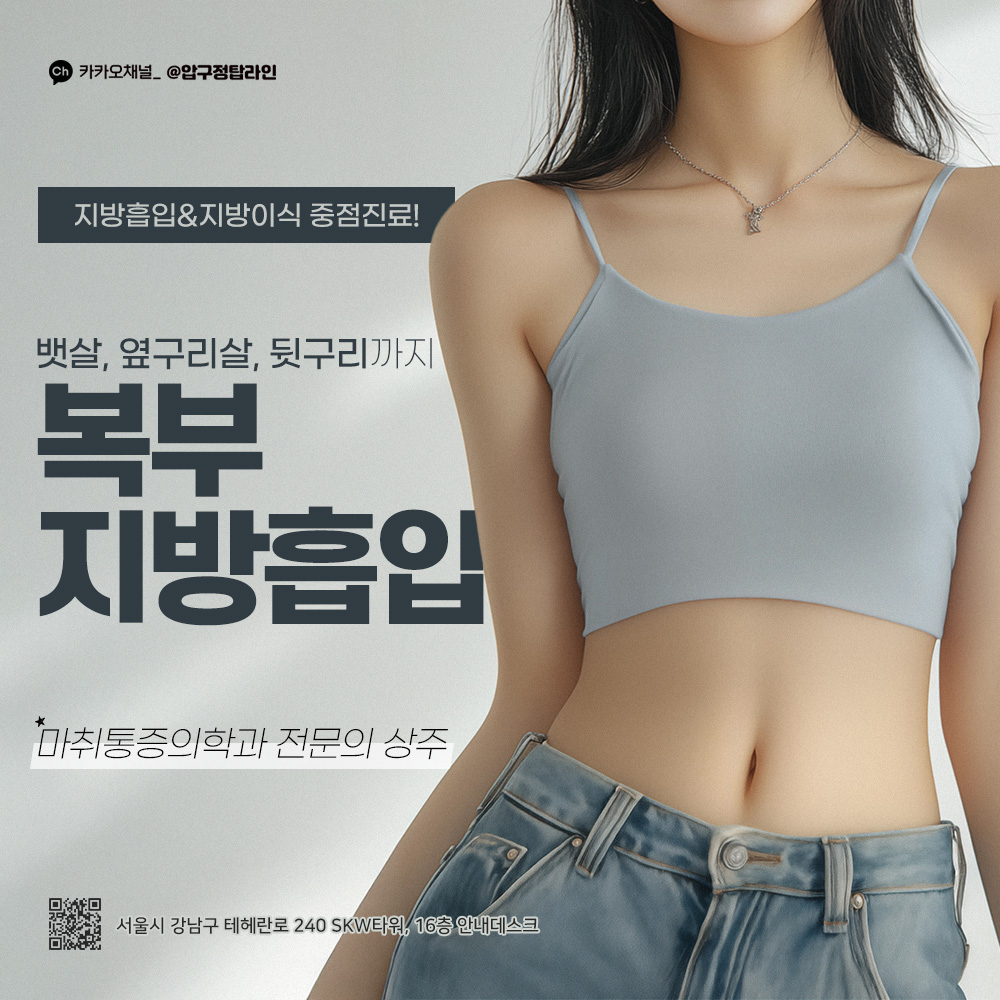 Ch 카카오채널_ @압구정탑라인
지방흡입&지방이식 중점진료!
뱃살, 옆구리살, 뒷구리까지
복부
지방흡입
마취통증의학과 전문의 상주
서울시 강남구 테헤란로 240 SKW타워, 16층 안내데스크